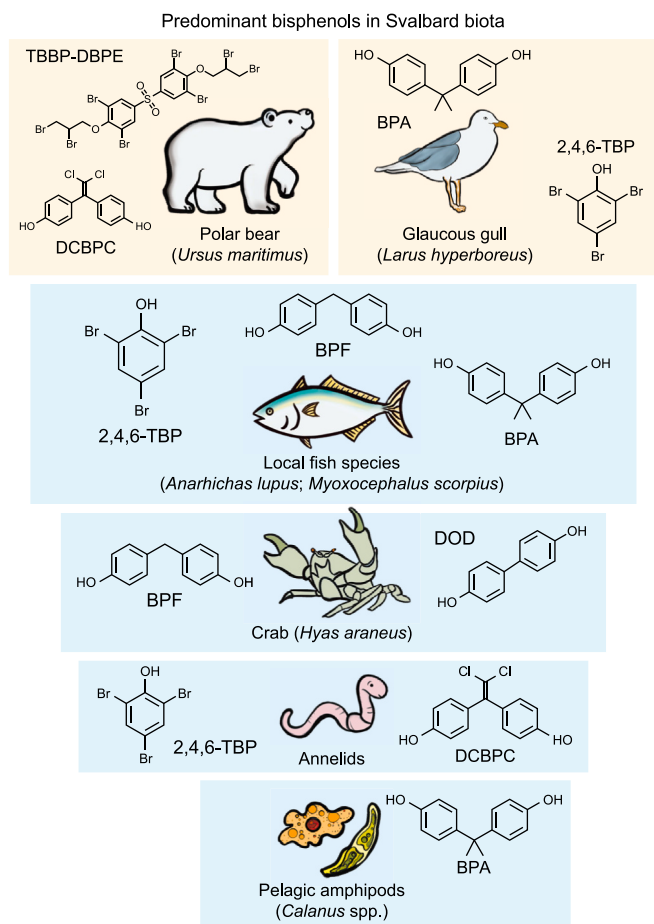 Predominant bisphenols in Svalbard biota
TBBP-DBPE
Br
Br
O
Br
Br
O
S
O
Br
Br
O
Br
Br
Cl
Cl
HO
OH
DCBPC
Polar bear
(Ursus maritimus)
HO
OH
BPA
Glaucous gull
(Larus hyperboreus)
2,4,6-TBP
OH
Br
Br
Br
OH
Br
Br
Br
2,4,6-TBP
HO
OH
BPF
HO
OH
BPA
Local fish species
(Anarhichas lupus; Myoxocephalus scorpius)
HO
OH
BPF
Crab (Hyas araneus)
DOD
OH
HO
OH
Br
Br
Br
2,4,6-TBP
Annelids
Cl
Cl
HO
HO
DCBPC
Pelagic amphipods
(Calanus spp.)
HO
OH
BPA